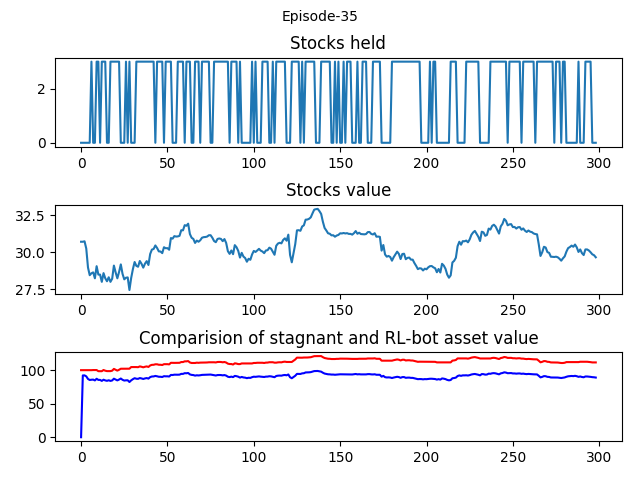 Episode-35
Stocks held
2
0
0 50 100 150 200 250 300
Stocks value
32.5
30.0
27.5
0 50 100 150 200 250 300
Comparision of stagnant and RL-bot asset value
100
50
0
0 50 100 150 200 250 300